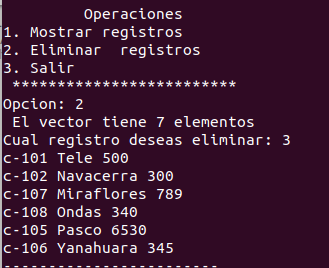 Operaciones
1. Mostrar registros
2. Eliminar  registros
3. Salir
*************************
Opcion: 2
El vector tiene 7 elementos
Cual registro deseas eliminar: 3
c-101 Tele 500
c-102 Navacerra 300
c-107 Miraflores 789
c-108 Ondas 340
c-105 Pasco 6530
c-106 Yanahuara 345
------------------------